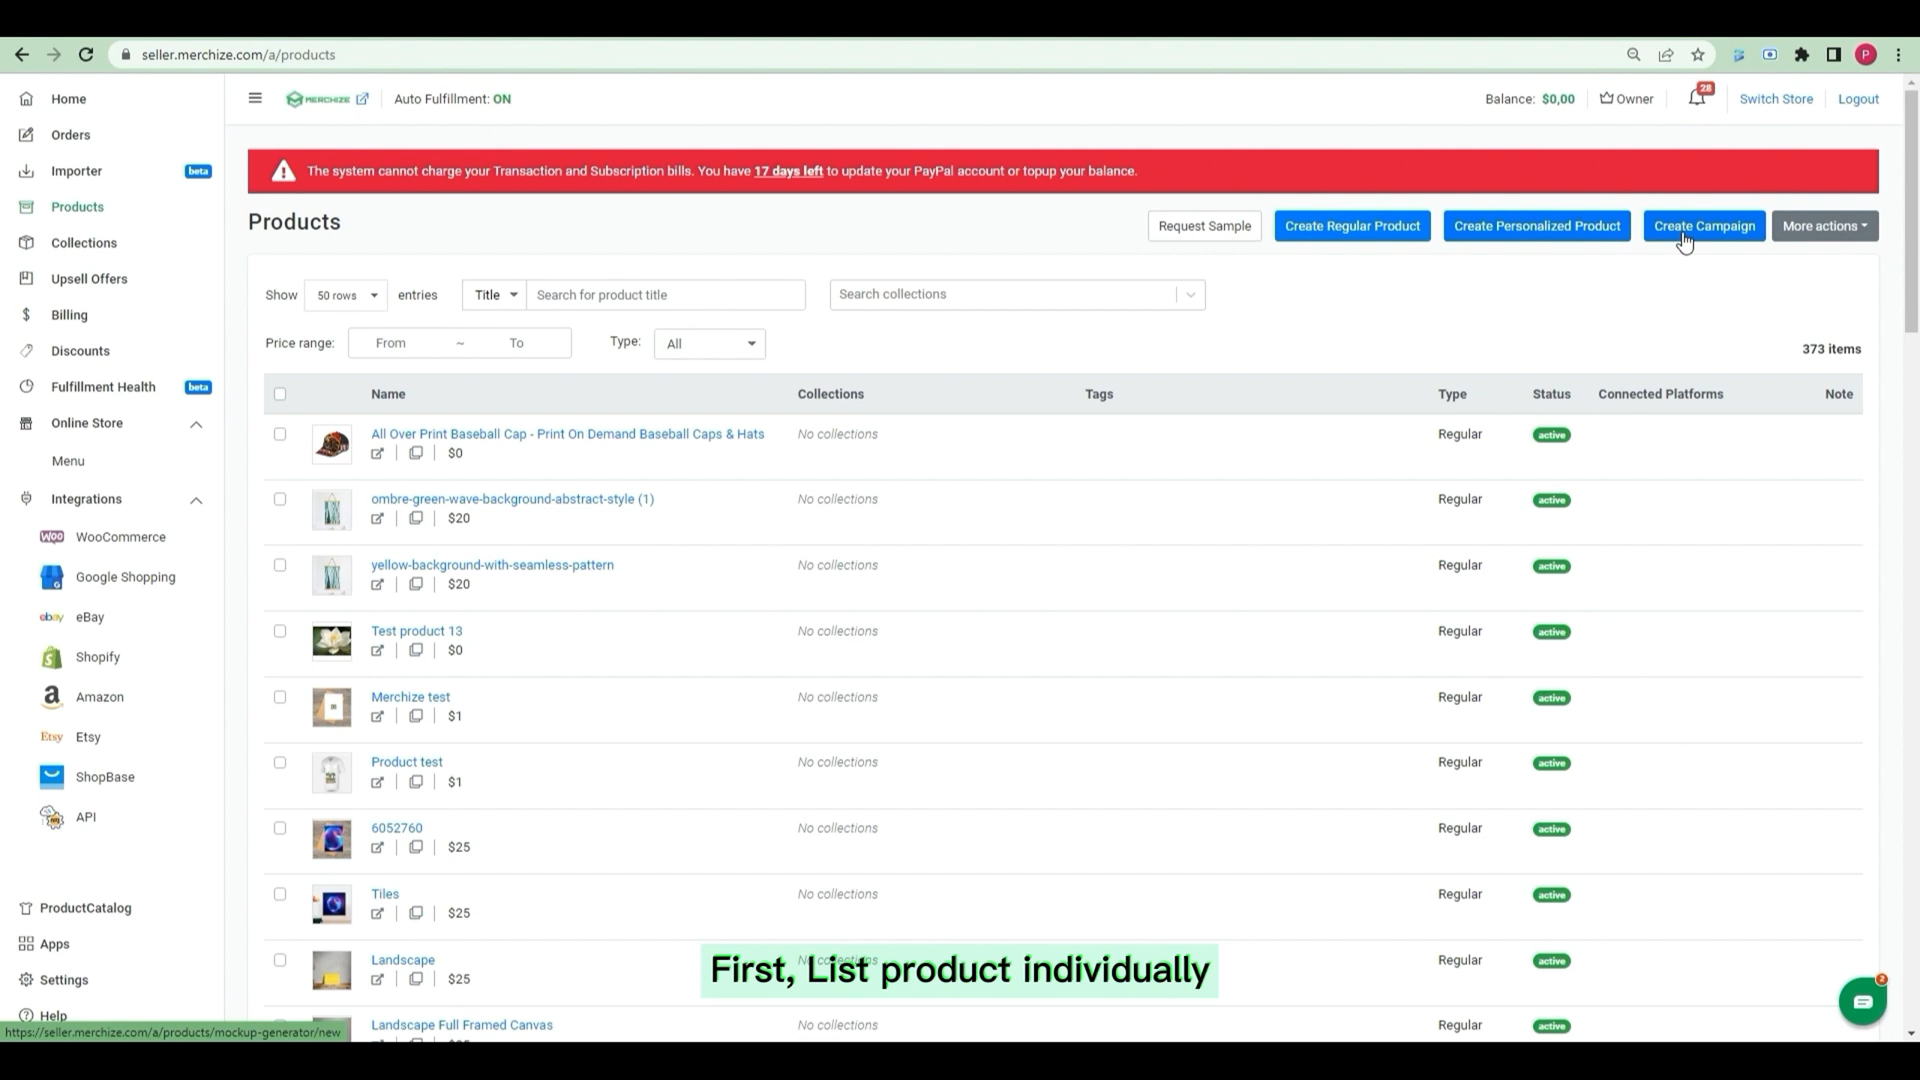 seller.merchize.com/a/products
P
Home
Orders
Importer beta
Products
Collections
Upsell Offers
Billing
Discounts
Fulfillment Health beta
Online Store
Menu
Integrations
WOO WooCommerce
Google Shopping
ebay eBay
Shopify
a Amazon
Etsy Etsy
ShopBase
API
ProductCatalog
Apps
Settings
Help
https://seller.merchize.com/a/products/mockup-generator/new
MERCHIZE Auto Fulfillment: ON
Balance: $0,00 Owner 28 Switch Store Logout
The system cannot charge your Transaction and Subscription bills. You have 17 days left to update your PayPal account or topup your balance.
Products
Request Sample Create Regular Product Create Personalized Product Create Campaign More actions
Show 50 rows entries Title Search for product title Search collections
Price range: From ~ To Type: All
373 items
Name Collections Tags Type Status Connected Platforms Note
All Over Print Baseball Cap - Print On Demand Baseball Caps & Hats No collections Regular active
$0
ombre-green-wave-background-abstract-style (1) No collections Regular active
$20
yellow-background-with-seamless-pattern No collections Regular active
$20
Test product 13 No collections Regular active
$0
Merchize test No collections Regular active
$1
Product test No collections Regular active
$1
6052760 No collections Regular active
$25
Tiles No collections Regular active
$25
Landscape No collections Regular active
$25
First, List product individually
2
Landscape Full Framed Canvas No collections Regular active